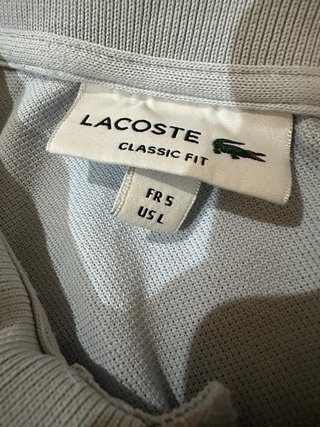 LACOSTE
CLASSIC FIT
FR 5
US L